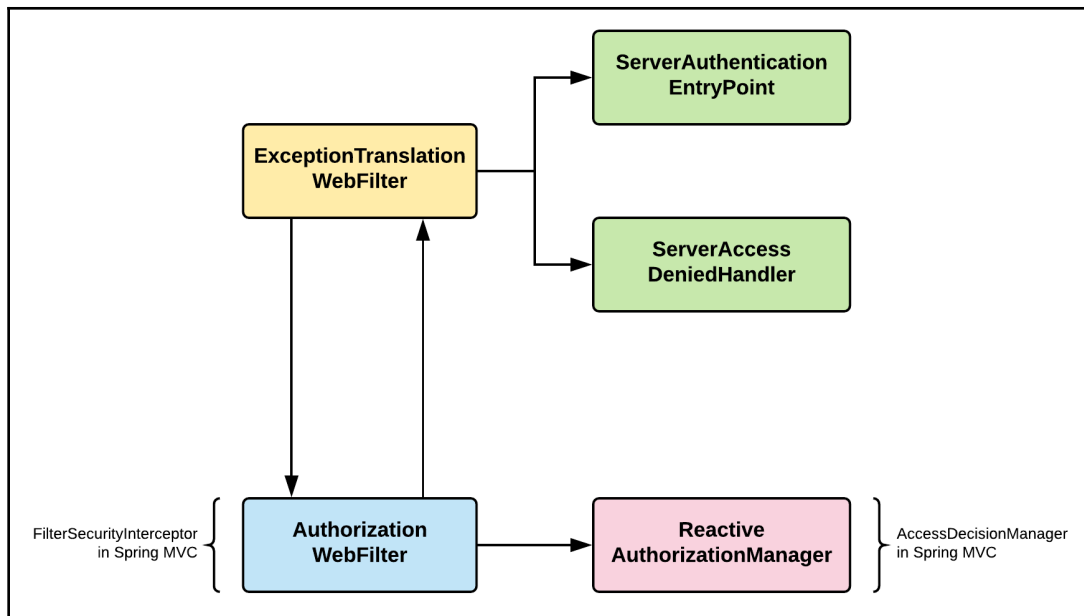 ServerAuthentication
EntryPoint
ExceptionTranslation
WebFilter
ServerAccess
DeniedHandler
FilterSecurityInterceptor
in Spring MVC
Authorization
WebFilter
Reactive
AuthorizationManager
AccessDecisionManager
in Spring MVC